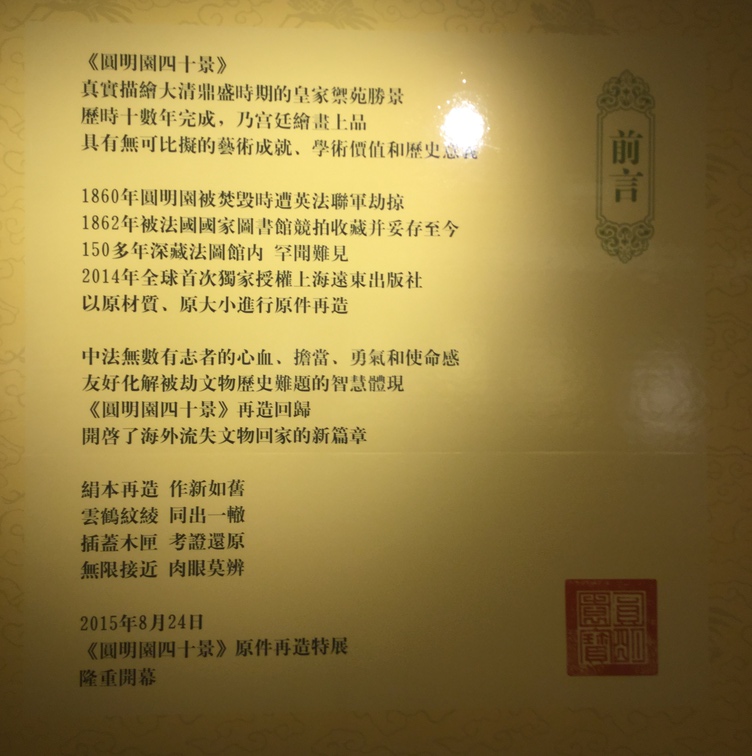 前言
《圓明園四十景》
真實描繪大清鼎盛時期的皇家禦苑勝景
歷時十數年完成，乃宫廷繪畫上品
具有無可比擬的藝術成就、學術價值和歷史意義
1860年圓明園被焚毀時遭英法聯軍劫掠
1862年被法國國家圖書館競拍收藏并妥存至今
150多年深藏法圖館内 罕聞難見
2014年全球首次獨家授權上海遠東出版社
以原材質、原大小進行原件再造
中法無數有志者的心血、擔當、勇氣和使命感
友好化解被劫文物歷史難題的智慧體現
《圓明園四十景》再造回歸
開啓了海外流失文物回家的新篇章
絹本再造 作新如舊
雲鶴紋綾 同出一轍
插蓋木匣 考證還原
無限接近 肉眼莫辨
2015年8月24日
《圓明園四十景》原件再造特展
隆重開幕